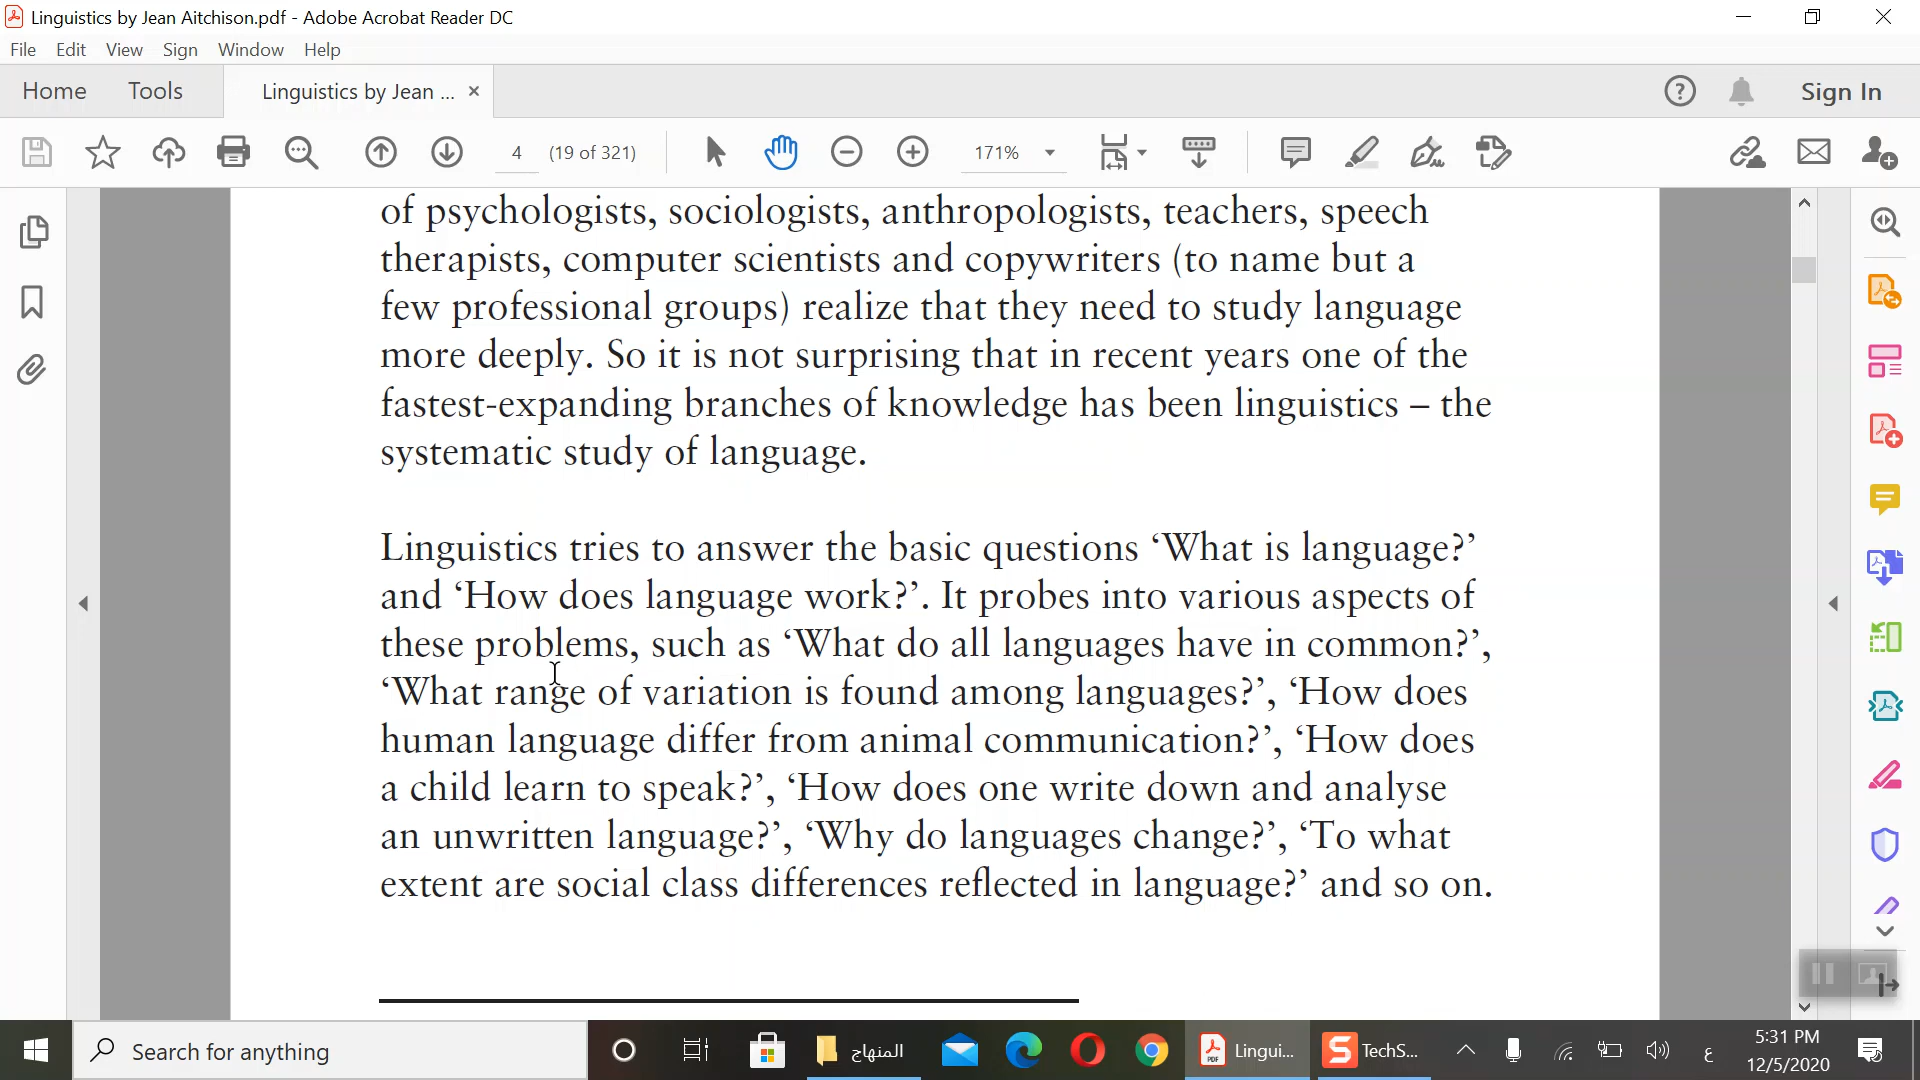 Linguistics by Jean Aitchison.pdf - Adobe Acrobat Reader DC
File Edit View Sign Window Help
Home Tools Linguistics by Jean ... × Sign In
4 (19 of 321) 171%
of psychologists, sociologists, anthropologists, teachers, speech
therapists, computer scientists and copywriters (to name but a
few professional groups) realize that they need to study language
more deeply. So it is not surprising that in recent years one of the
fastest-expanding branches of knowledge has been linguistics – the
systematic study of language.
Linguistics tries to answer the basic questions ‘What is language?’
and ‘How does language work?’. It probes into various aspects of
these problems, such as ‘What do all languages have in common?’,
‘What range of variation is found among languages?’, ‘How does
human language differ from animal communication?’, ‘How does
a child learn to speak?’, ‘How does one write down and analyse
an unwritten language?’, ‘Why do languages change?’, ‘To what
extent are social class differences reflected in language?’ and so on.
Search for anything المنهاج Lingui... TechS... ع 5:31 PM
12/5/2020